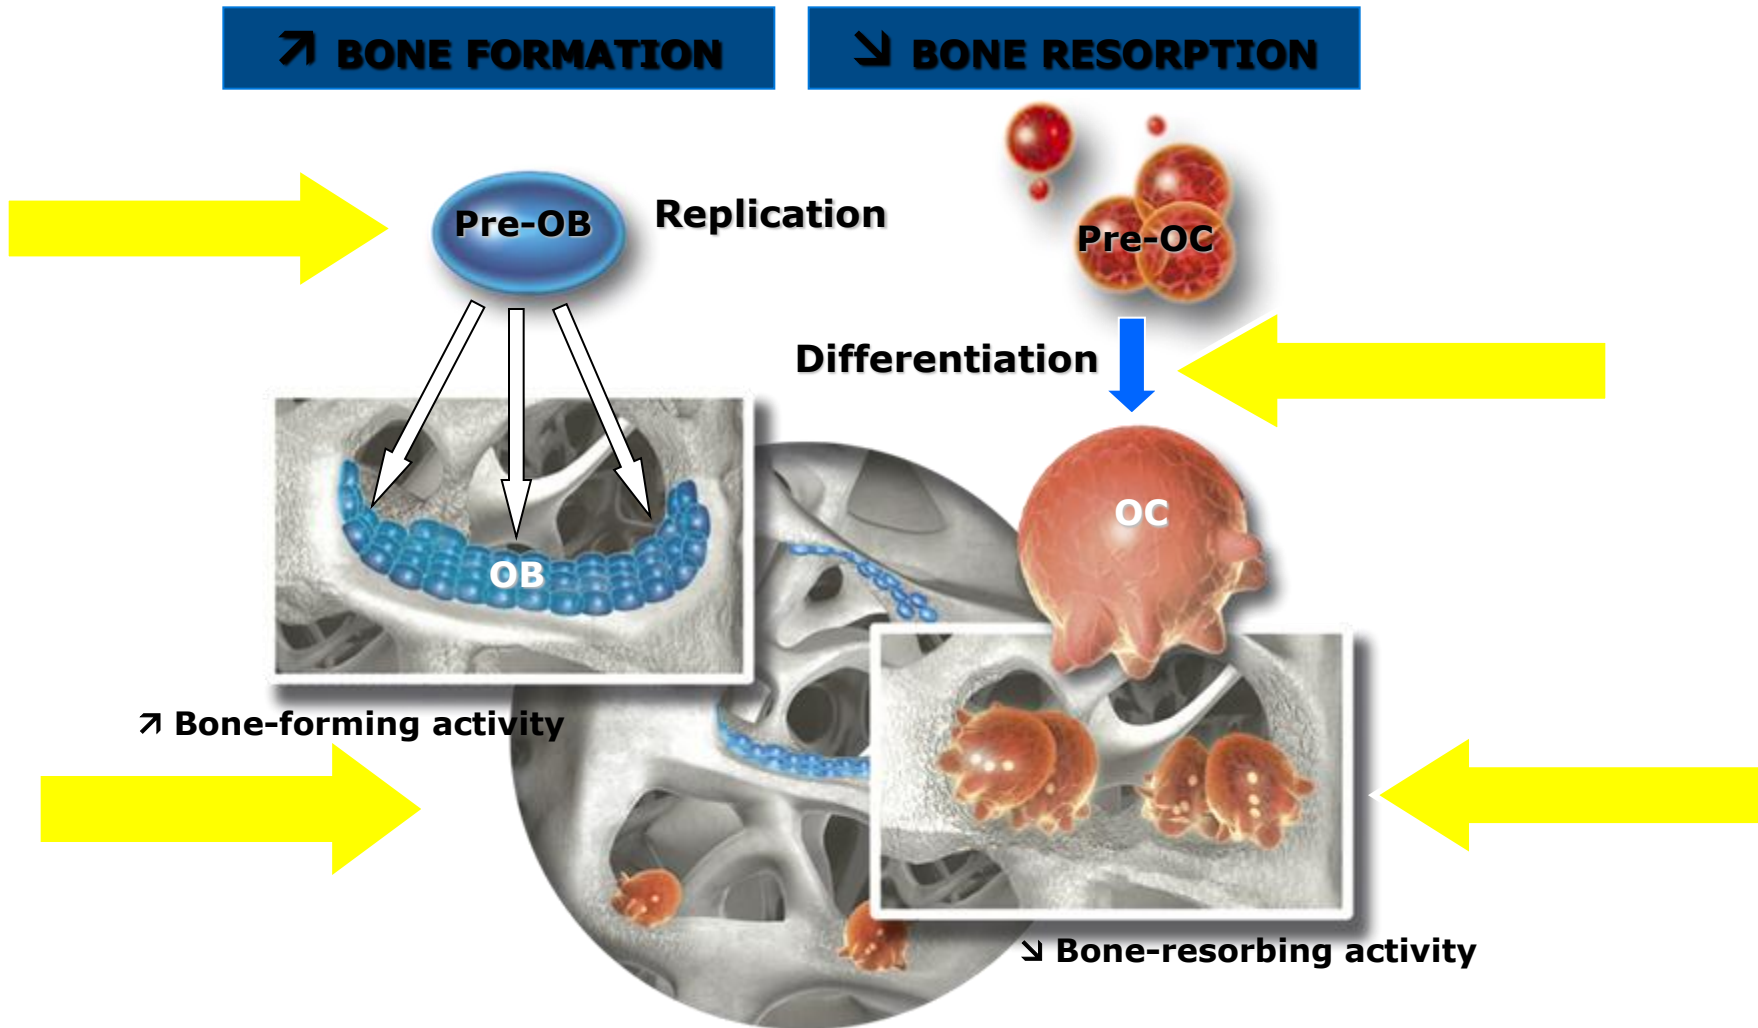 ↗ BONE FORMATION
↘ BONE RESORPTION
Pre-OB
Replication
Pre-OC
Differentiation
OC
OB
↗ Bone-forming activity
↘ Bone-resorbing activity